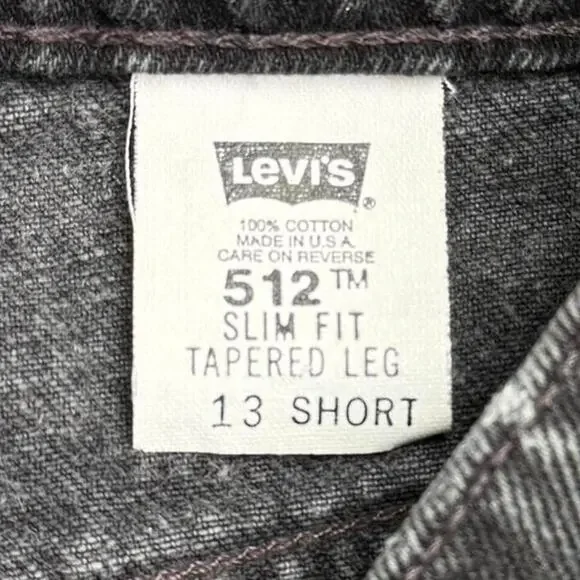 Levi's ®
100% COTTON
MADE IN U.S.A.
CARE ON REVERSE
512™
SLIM FIT
TAPERED LEG
13 SHORT